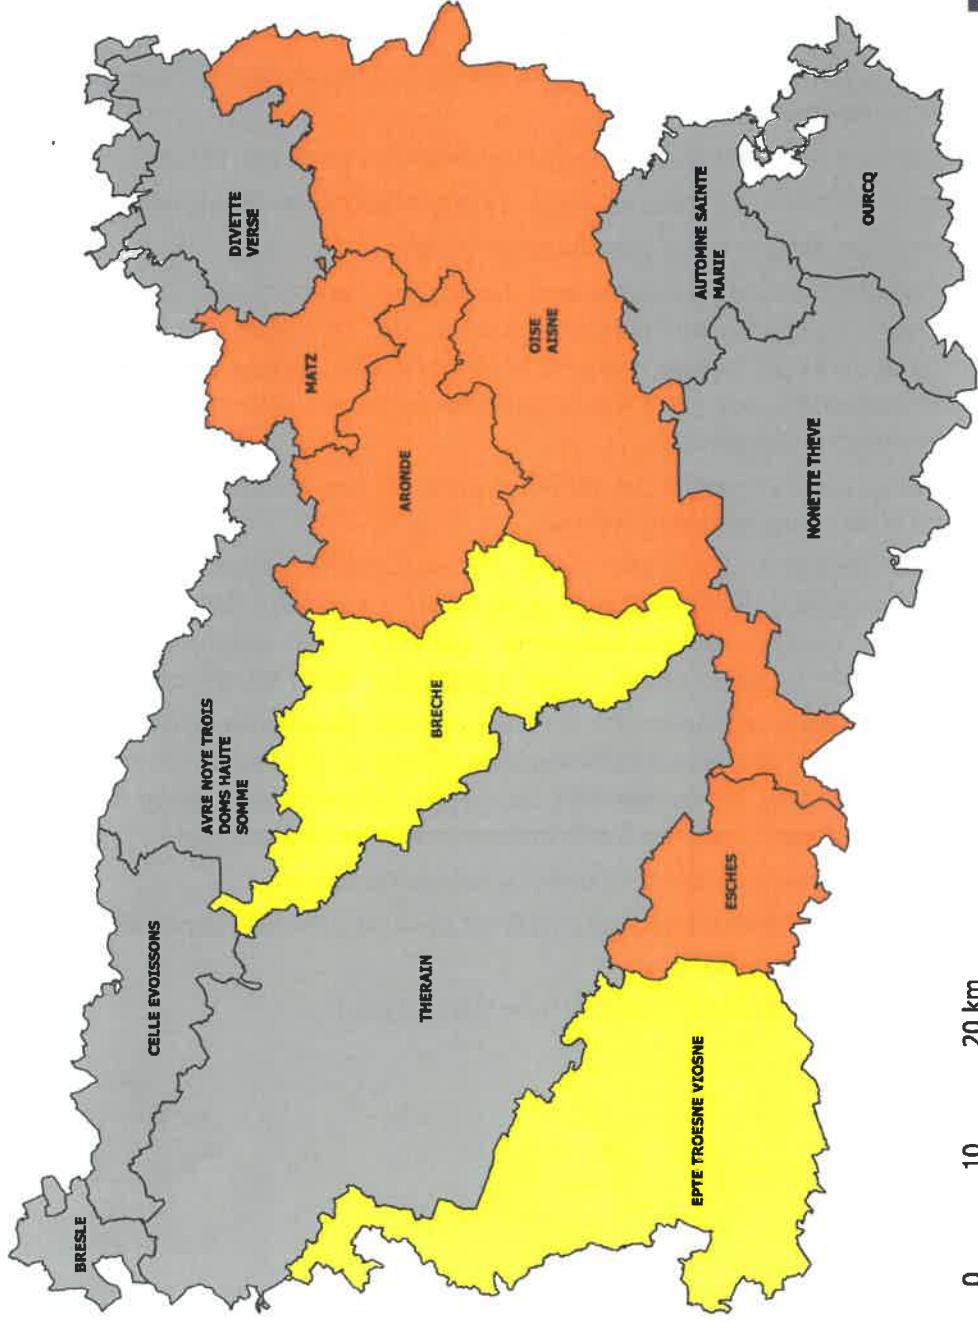 BRESLE
CELLE EVOISSONS
AVRE NOYE TROIS
DOMS HAUTE
SOMME
DIVETTE
VERSE
MATZ
ARONDE
OISE
AISNE
BRECHE
THERAIN
AUTOMNE SAINTE
MARIE
OURCQ
NONETTE THEVE
ESCHES
EPTE TROESNE VIOSNE
0 10 20 km